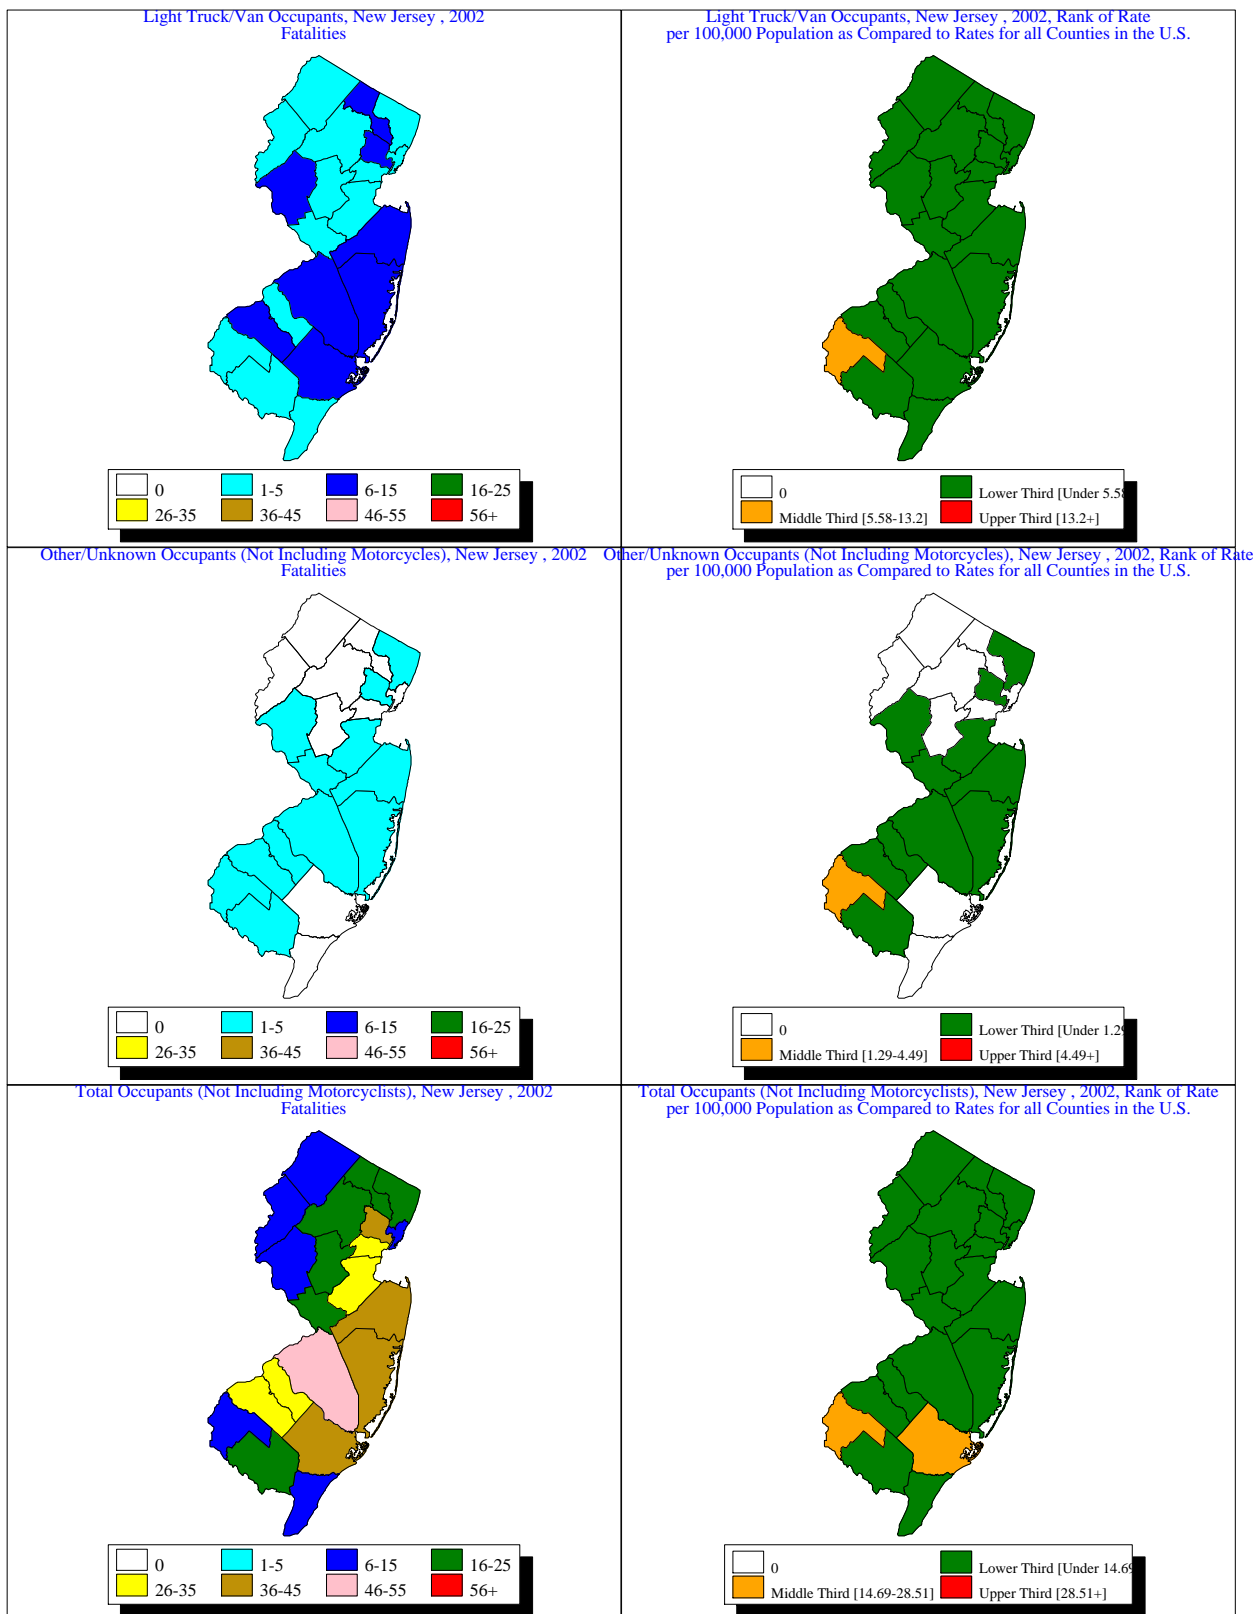 Light Truck/Van Occupants, New Jersey , 2002
Fatalities
0
1-5
6-15
16-25
26-35
36-45
46-55
56+
Light Truck/Van Occupants, New Jersey , 2002, Rank of Rate
per 100,000 Population as Compared to Rates for all Counties in the U.S.
0
Lower Third [Under 5.58
Middle Third [5.58-13.2]
Upper Third [13.2+]
Other/Unknown Occupants (Not Including Motorcycles), New Jersey , 2002
Fatalities
0
1-5
6-15
16-25
26-35
36-45
46-55
56+
Other/Unknown Occupants (Not Including Motorcycles), New Jersey , 2002, Rank of Rate
per 100,000 Population as Compared to Rates for all Counties in the U.S.
0
Lower Third [Under 1.29
Middle Third [1.29-4.49]
Upper Third [4.49+]
Total Occupants (Not Including Motorcyclists), New Jersey , 2002
Fatalities
0
1-5
6-15
16-25
26-35
36-45
46-55
56+
Total Occupants (Not Including Motorcyclists), New Jersey , 2002, Rank of Rate
per 100,000 Population as Compared to Rates for all Counties in the U.S.
0
Lower Third [Under 14.69
Middle Third [14.69-28.51]
Upper Third [28.51+]